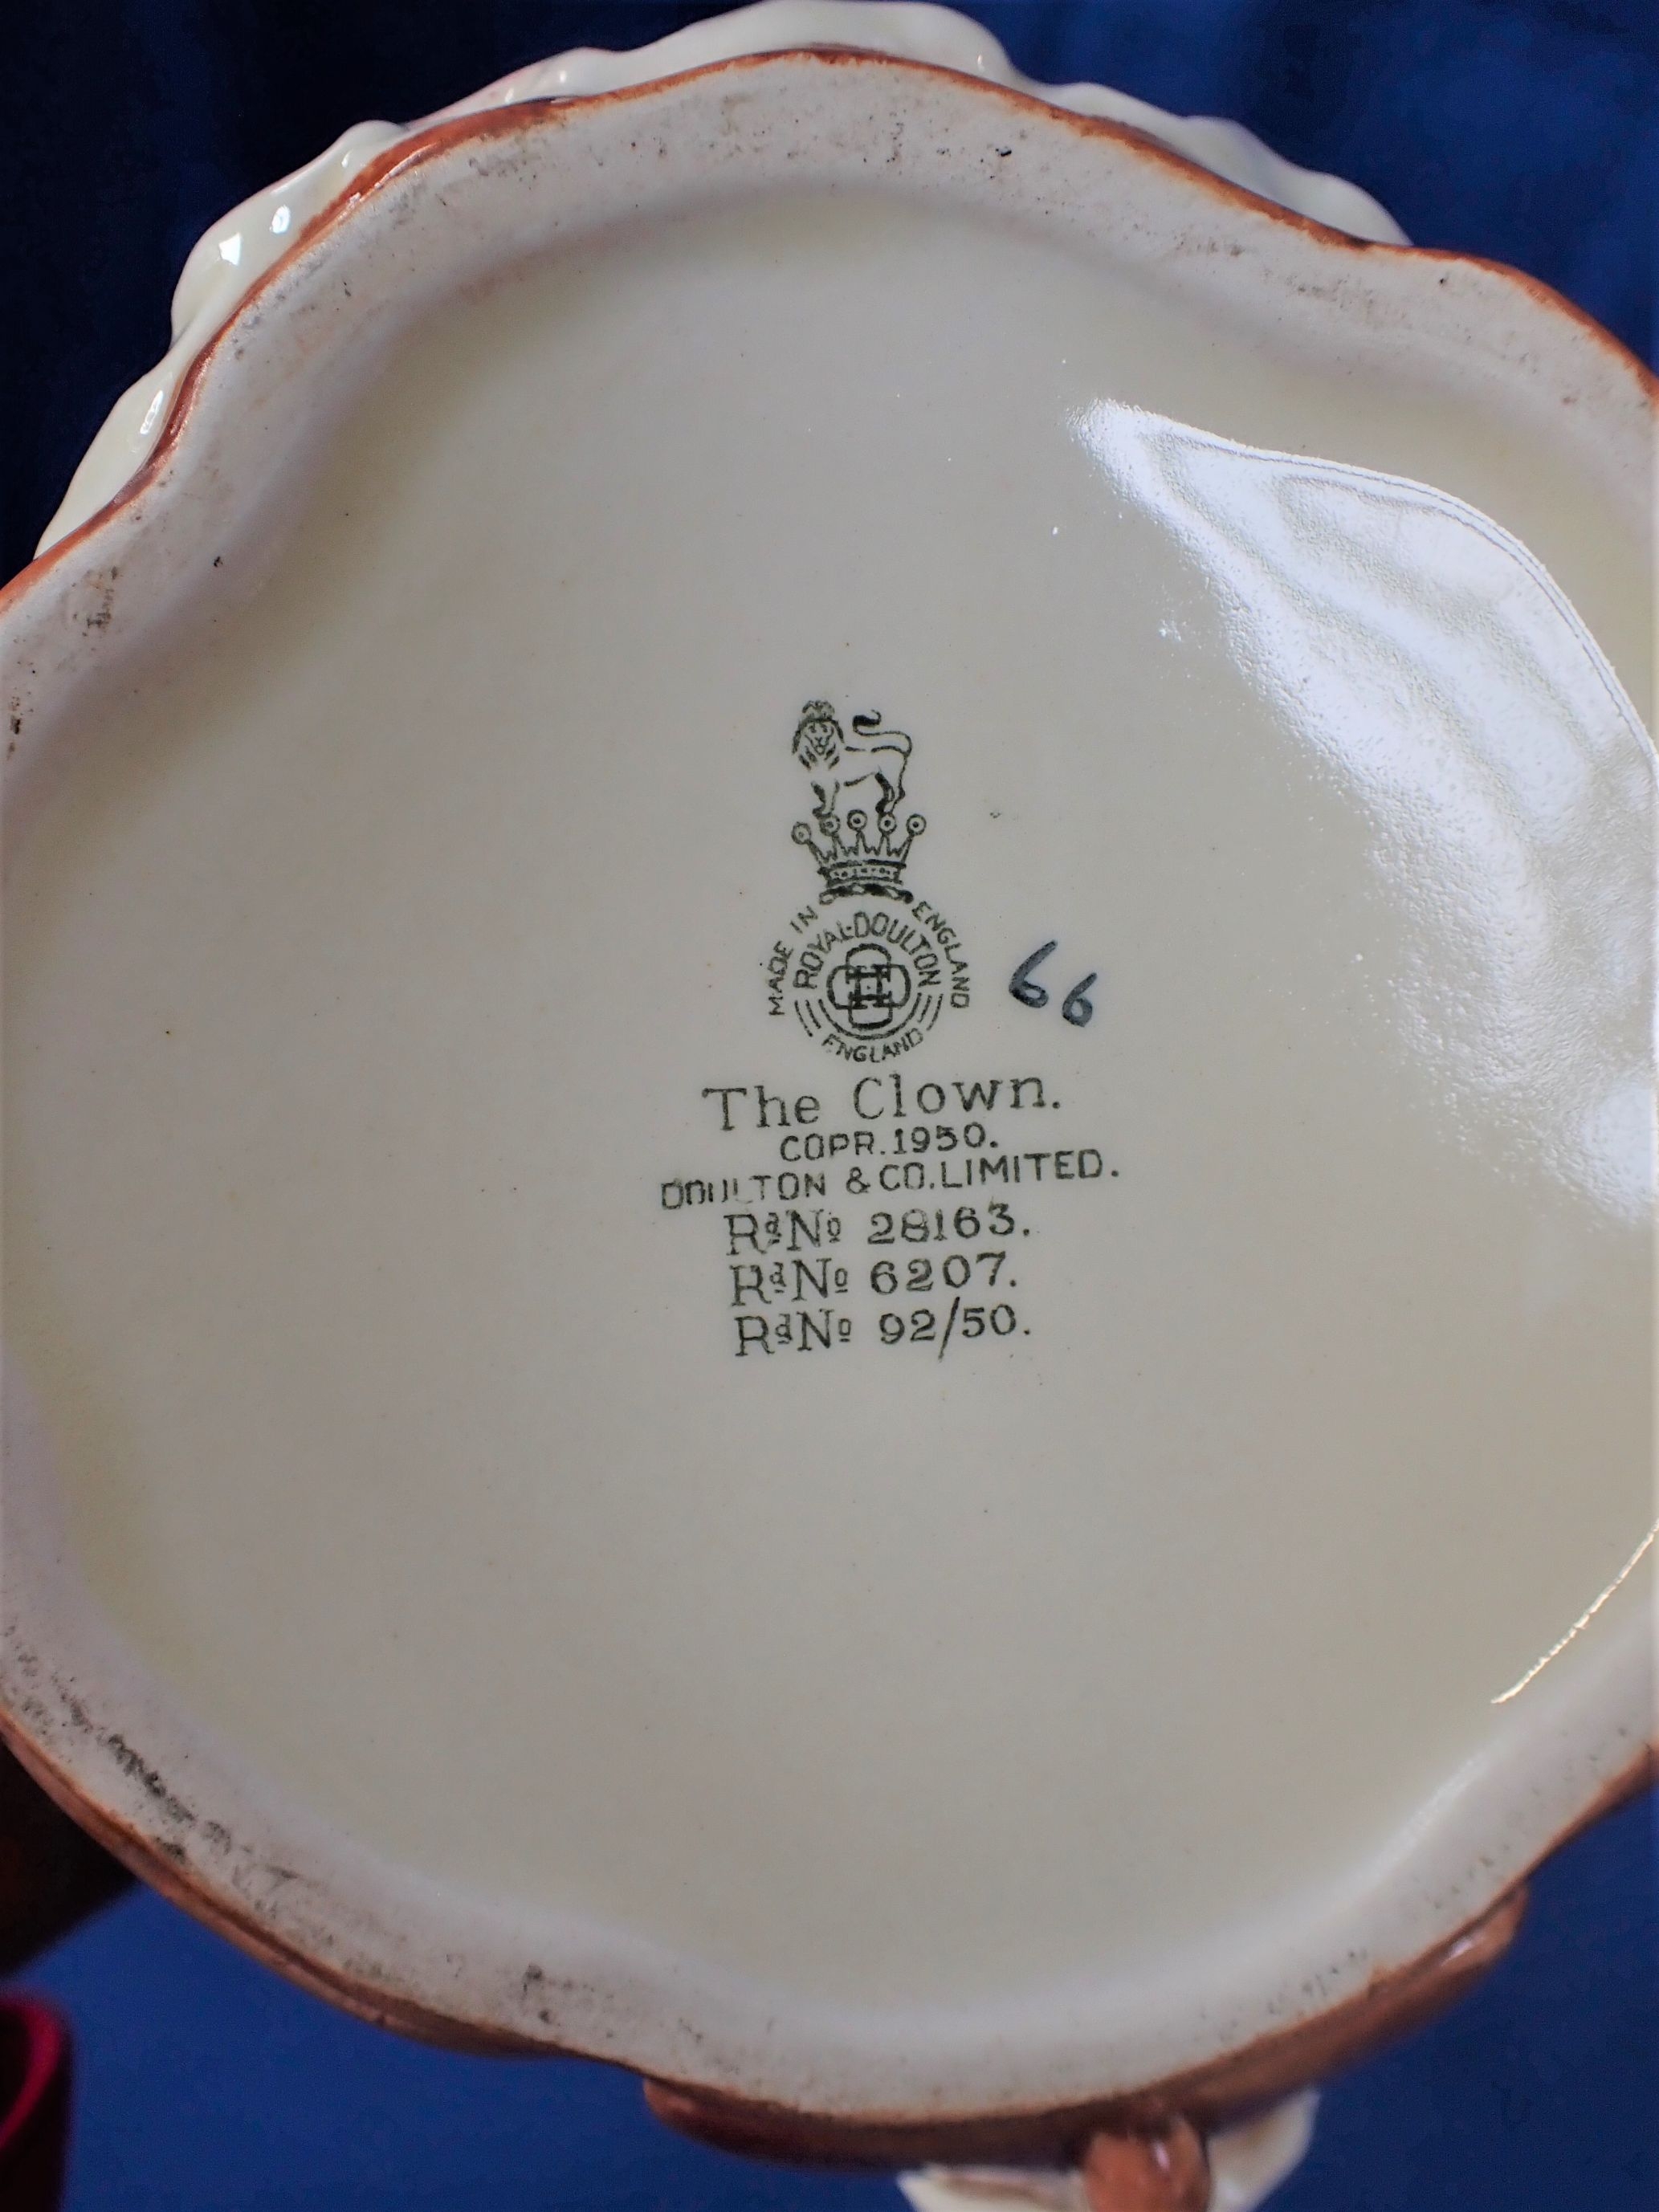 MADE IN ENGLAND
ROYAL·DOULTON
ENGLAND
66
The Clown.
COPR.1950.
DOULTON & CO.LIMITED.
Rd No 28163.
Rd No 6207.
Rd No 92/50.